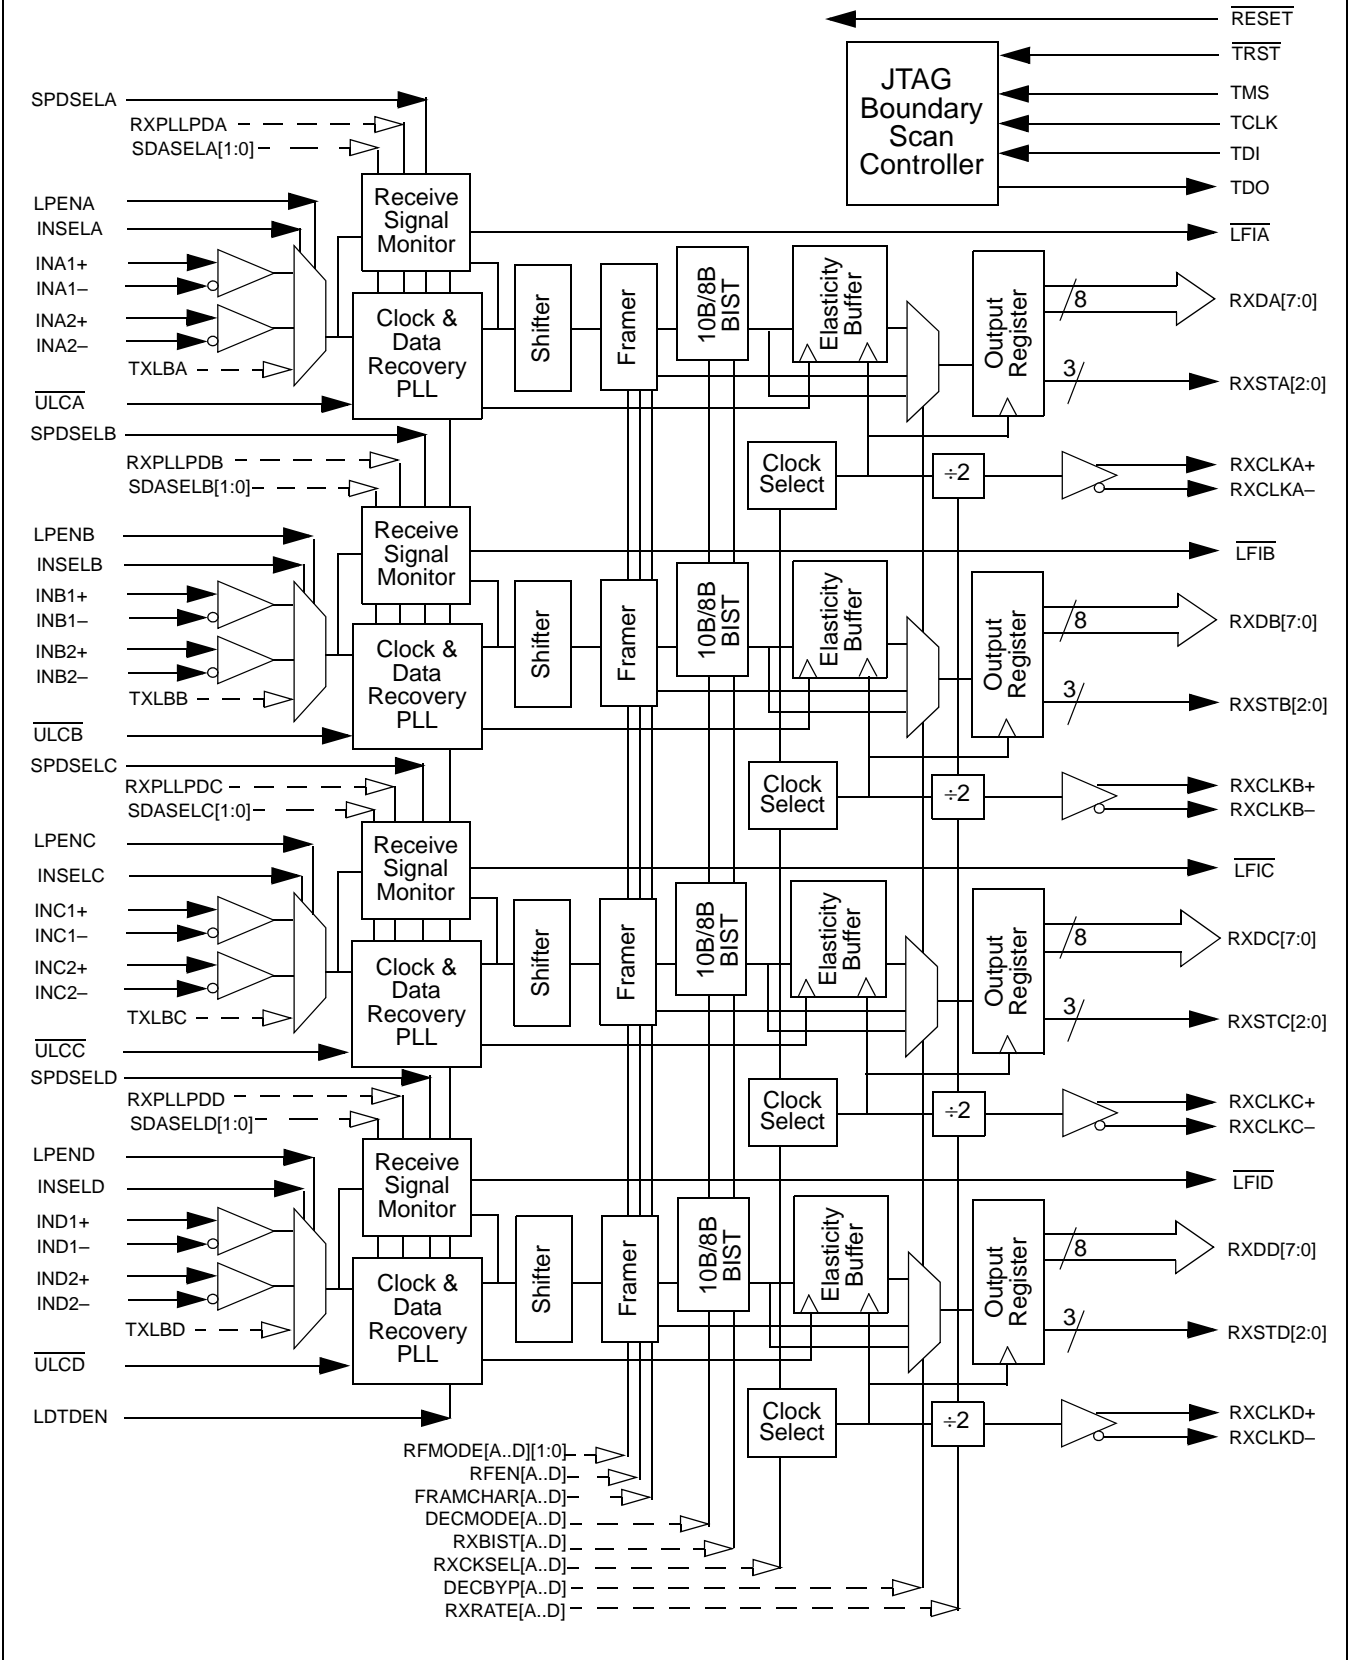 RESET
TRST
JTAG
Boundary
Scan
Controller
TMS
TCLK
TDI
TDO
SPDSELA
RXPLLPDA
SDASELA[1:0]
LPENA
INSELA
INA1+
INA1–
INA2+
INA2–
TXLBA
ULCA
Receive
Signal
Monitor
Clock &
Data
Recovery
PLL
Shifter
Framer
10B/8B
BIST
Elasticity
Buffer
Output
Register
Clock
Select
÷2
8
3
LFIA
RXDA[7:0]
RXSTA[2:0]
RXCLKA+
RXCLKA–
SPDSELB
RXPLLPDB
SDASELB[1:0]
LPENB
INSELB
INB1+
INB1–
INB2+
INB2–
TXLBB
ULCB
Receive
Signal
Monitor
Clock &
Data
Recovery
PLL
Shifter
Framer
10B/8B
BIST
Elasticity
Buffer
Output
Register
Clock
Select
÷2
8
3
LFIB
RXDB[7:0]
RXSTB[2:0]
RXCLKB+
RXCLKB–
SPDSELC
RXPLLPDC
SDASELC[1:0]
LPENC
INSELC
INC1+
INC1–
INC2+
INC2–
TXLBC
ULCC
Receive
Signal
Monitor
Clock &
Data
Recovery
PLL
Shifter
Framer
10B/8B
BIST
Elasticity
Buffer
Output
Register
Clock
Select
÷2
8
3
LFIC
RXDC[7:0]
RXSTC[2:0]
RXCLKC+
RXCLKC–
SPDSELD
RXPLLPDD
SDASELD[1:0]
LPEND
INSELD
IND1+
IND1–
IND2+
IND2–
TXLBD
ULCD
Receive
Signal
Monitor
Clock &
Data
Recovery
PLL
Shifter
Framer
10B/8B
BIST
Elasticity
Buffer
Output
Register
Clock
Select
÷2
8
3
LFID
RXDD[7:0]
RXSTD[2:0]
RXCLKD+
RXCLKD–
LDTDEN
RFMODE[A..D][1:0]
RFEN[A..D]
FRAMCHAR[A..D]
DECMODE[A..D]
RXBIST[A..D]
RXCKSEL[A..D]
DECBYP[A..D]
RXRATE[A..D]